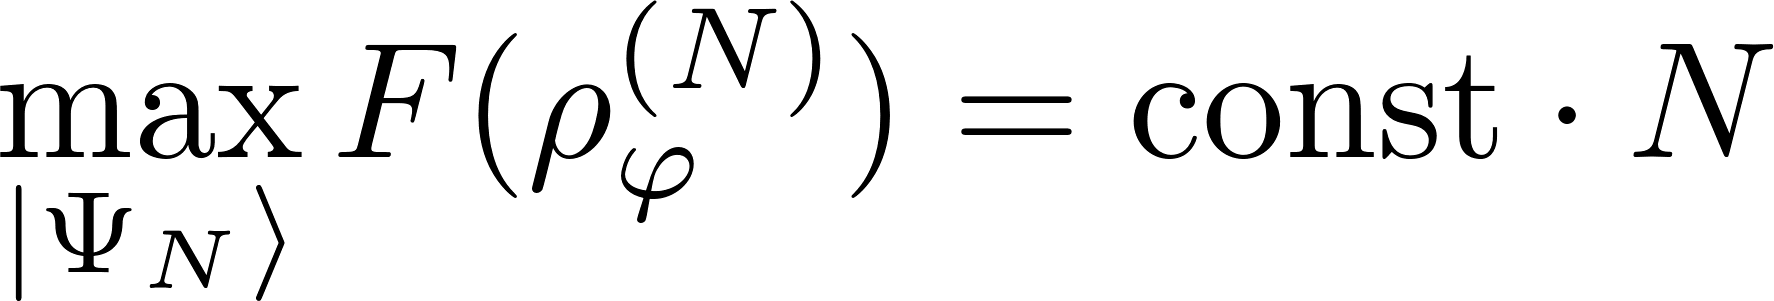 max F(ρ_φ^(N)) = const · N
|Ψ_N⟩